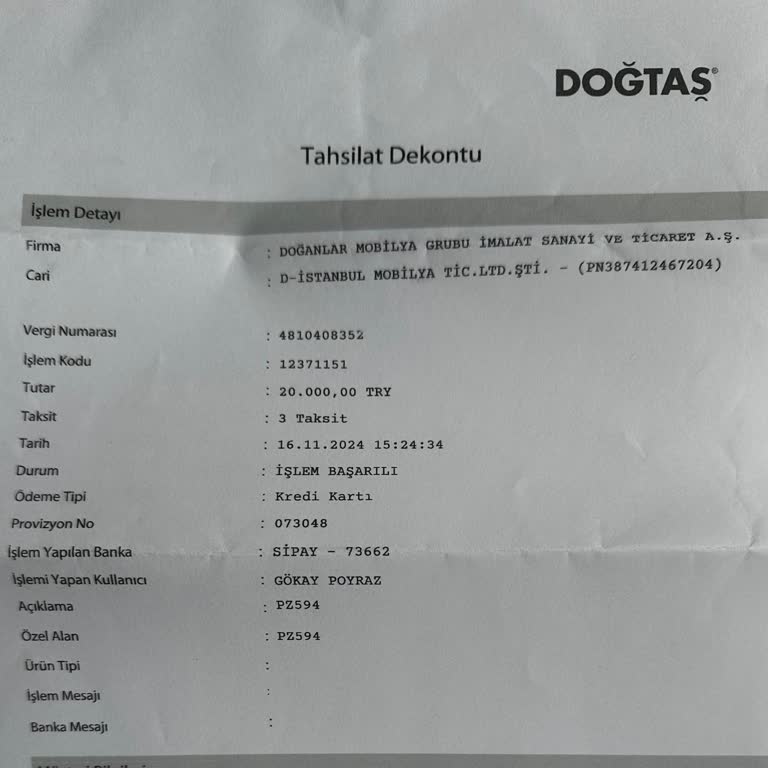 DOĞTAŞ®
Tahsilat Dekontu
İşlem Detayı
Firma : DOĞANLAR MOBİLYA GRUBU İMALAT SANAYİ VE TİCARET A.Ş.
Cari : D-İSTANBUL MOBİLYA TİC.LTD.ŞTİ. - (PN387412467204)
Vergi Numarası : 4810408352
İşlem Kodu : 12371151
Tutar : 20.000,00 TRY
Taksit : 3 Taksit
Tarih : 16.11.2024 15:24:34
Durum : İŞLEM BAŞARILI
Ödeme Tipi : Kredi Kartı
Provizyon No : 073048
İşlem Yapılan Banka : SİPAY - 73662
İşlemi Yapan Kullanıcı : GÖKAY POYRAZ
Açıklama : PZ594
Özel Alan : PZ594
Ürün Tipi :
İşlem Mesajı :
Banka Mesajı :